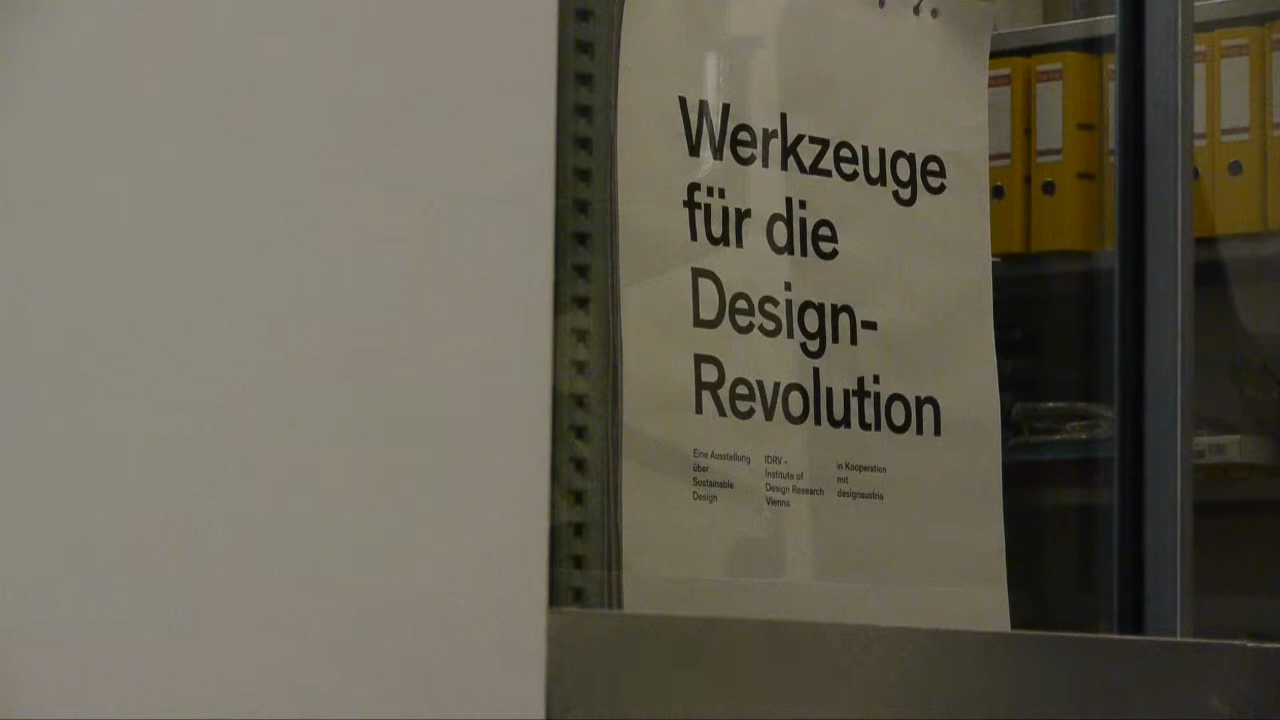 Werkzeuge
für die
Design-
Revolution
Eine Ausstellung
über
Sustainable
Design
IDRV -
Institute of
Design Research
Vienna
in Kooperation
mit
designaustria